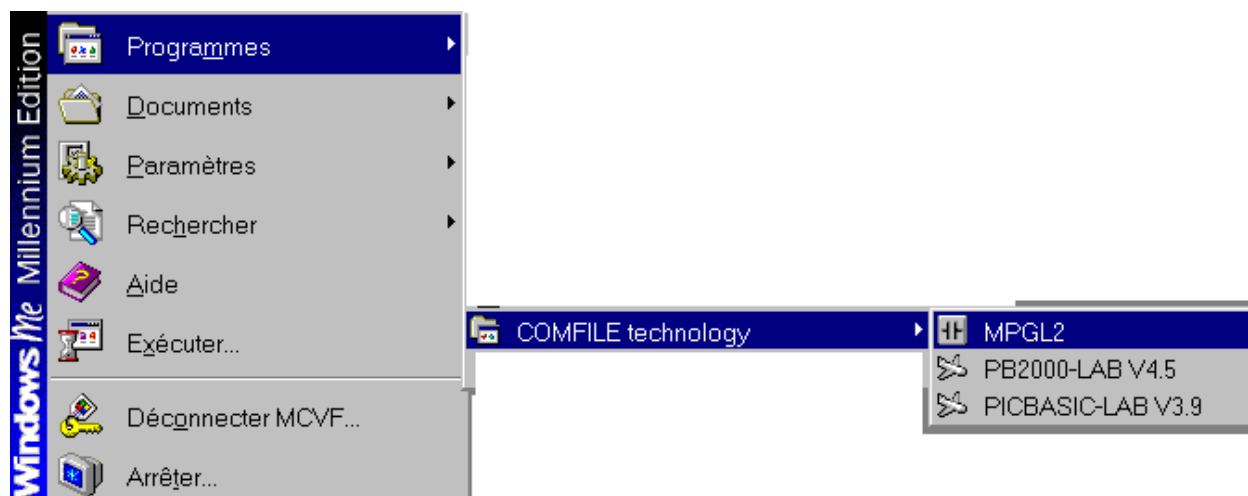 Windows Me Millennium Edition
Programmes
Documents
Paramètres
Rechercher
Aide
Exécuter...
COMFILE technology
MPGL2
PB2000-LAB V4.5
PICBASIC-LAB V3.9
Déconnecter MCVF...
Arrêter...